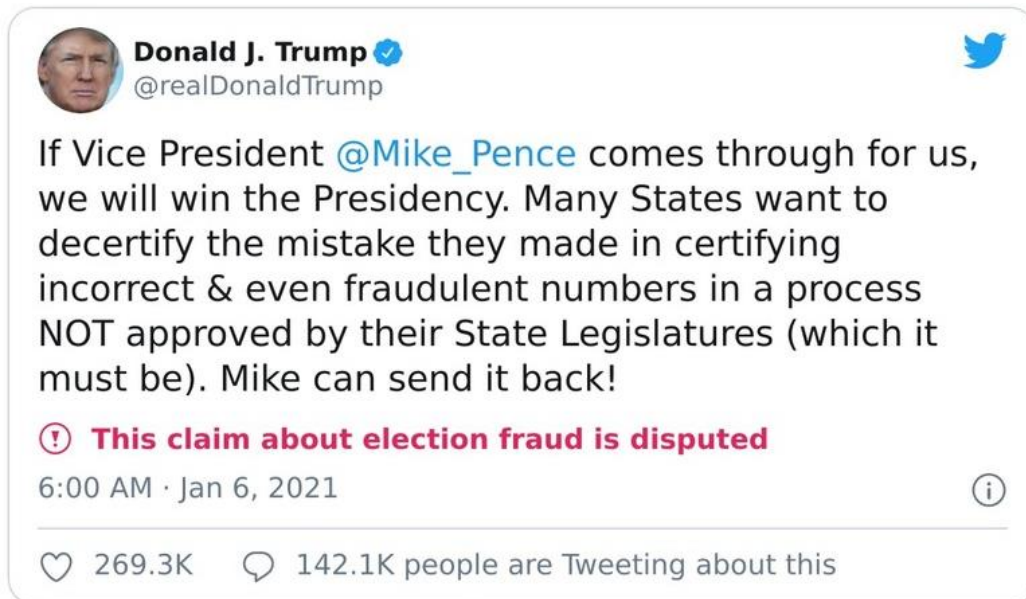 Donald J. Trump
@realDonaldTrump
If Vice President @Mike_Pence comes through for us,
we will win the Presidency. Many States want to
decertify the mistake they made in certifying
incorrect & even fraudulent numbers in a process
NOT approved by their State Legislatures (which it
must be). Mike can send it back!
This claim about election fraud is disputed
6:00 AM · Jan 6, 2021
269.3K 142.1K people are Tweeting about this